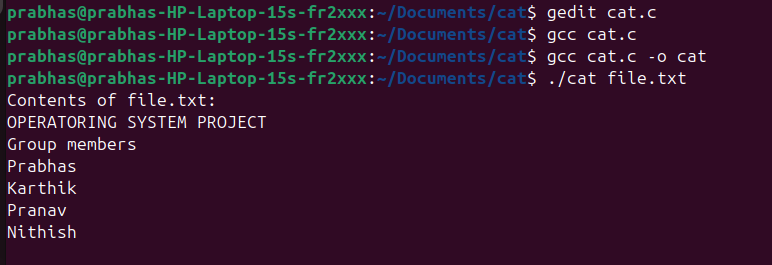 prabhas@prabhas-HP-Laptop-15s-fr2xxx:~/Documents/cat$ gedit cat.c
prabhas@prabhas-HP-Laptop-15s-fr2xxx:~/Documents/cat$ gcc cat.c
prabhas@prabhas-HP-Laptop-15s-fr2xxx:~/Documents/cat$ gcc cat.c -o cat
prabhas@prabhas-HP-Laptop-15s-fr2xxx:~/Documents/cat$ ./cat file.txt
Contents of file.txt:
OPERATORING SYSTEM PROJECT
Group members
Prabhas
Karthik
Pranav
Nithish